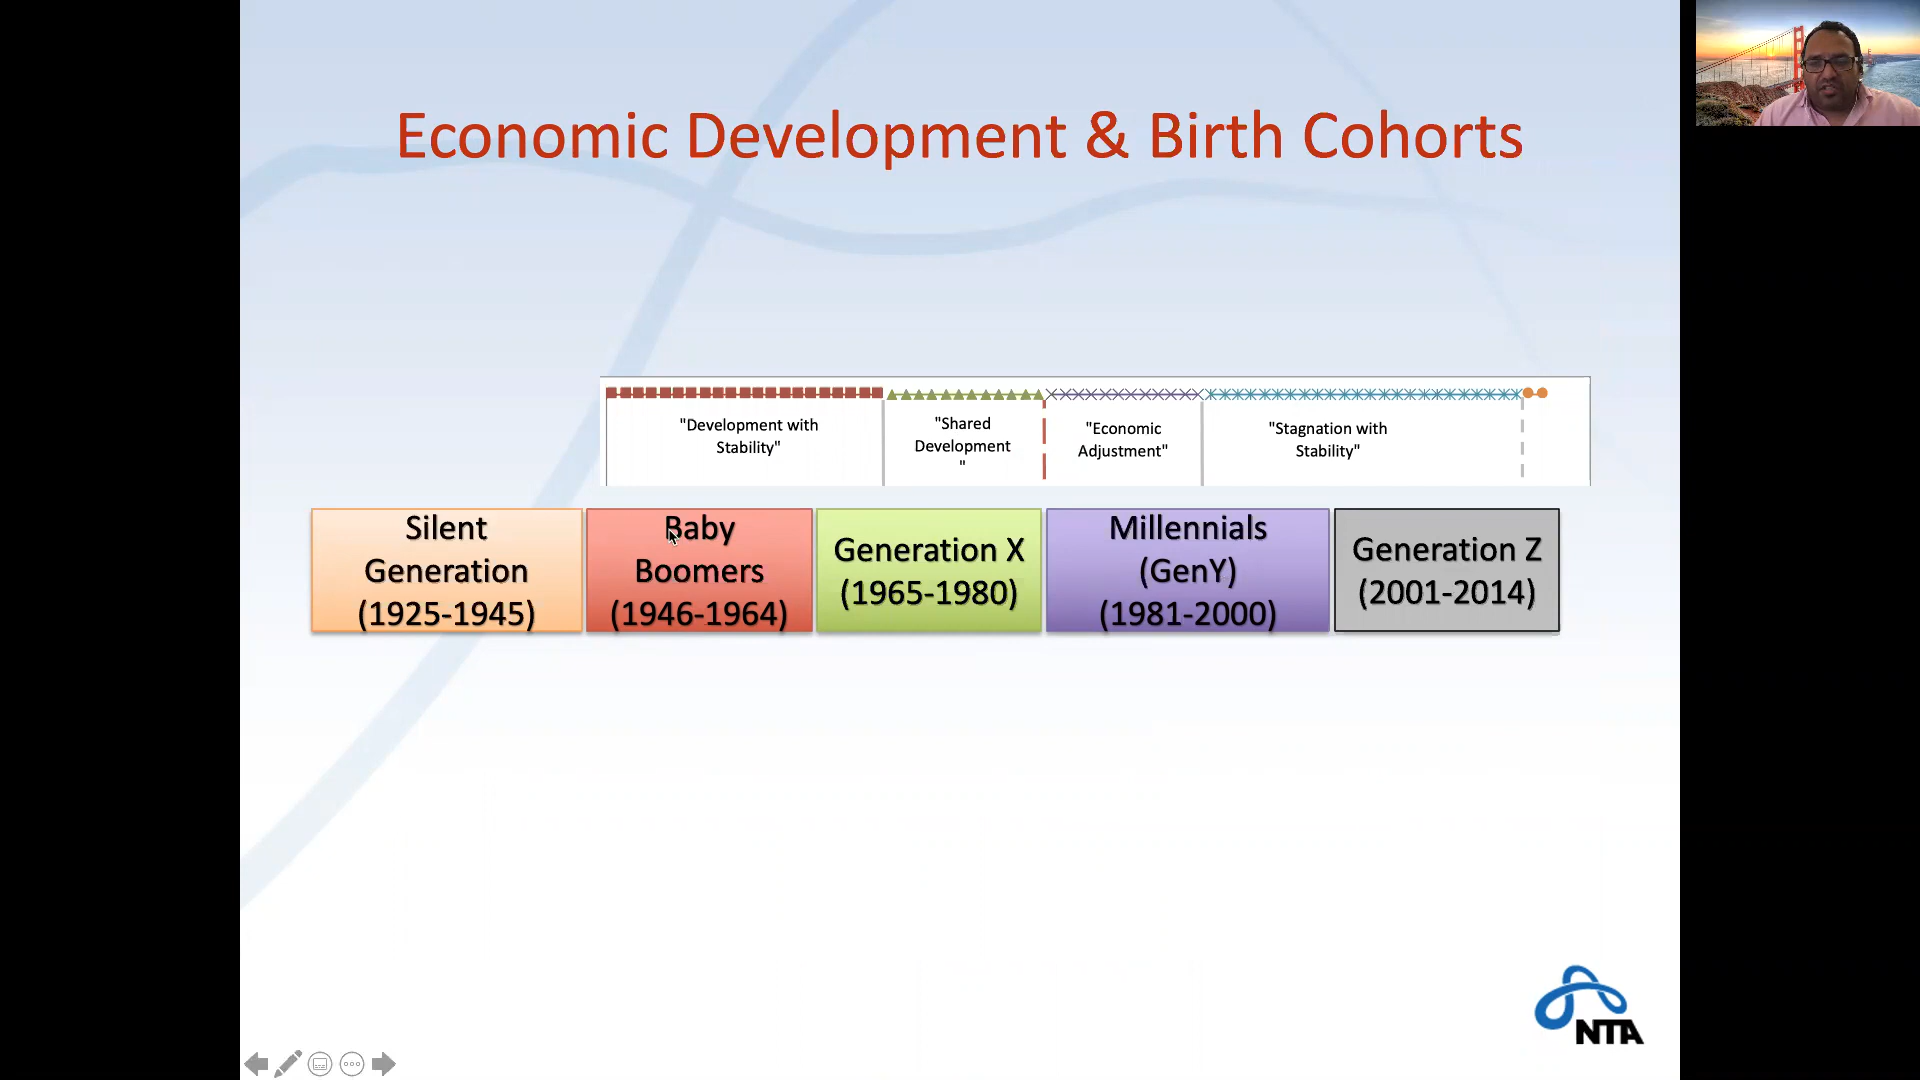 Economic Development & Birth Cohorts
"Development with
Stability"
"Shared
Development
"
"Economic
Adjustment"
"Stagnation with
Stability"
Silent
Generation
(1925-1945)
Baby
Boomers
(1946-1964)
Generation X
(1965-1980)
Millennials
(GenY)
(1981-2000)
Generation Z
(2001-2014)
NTA